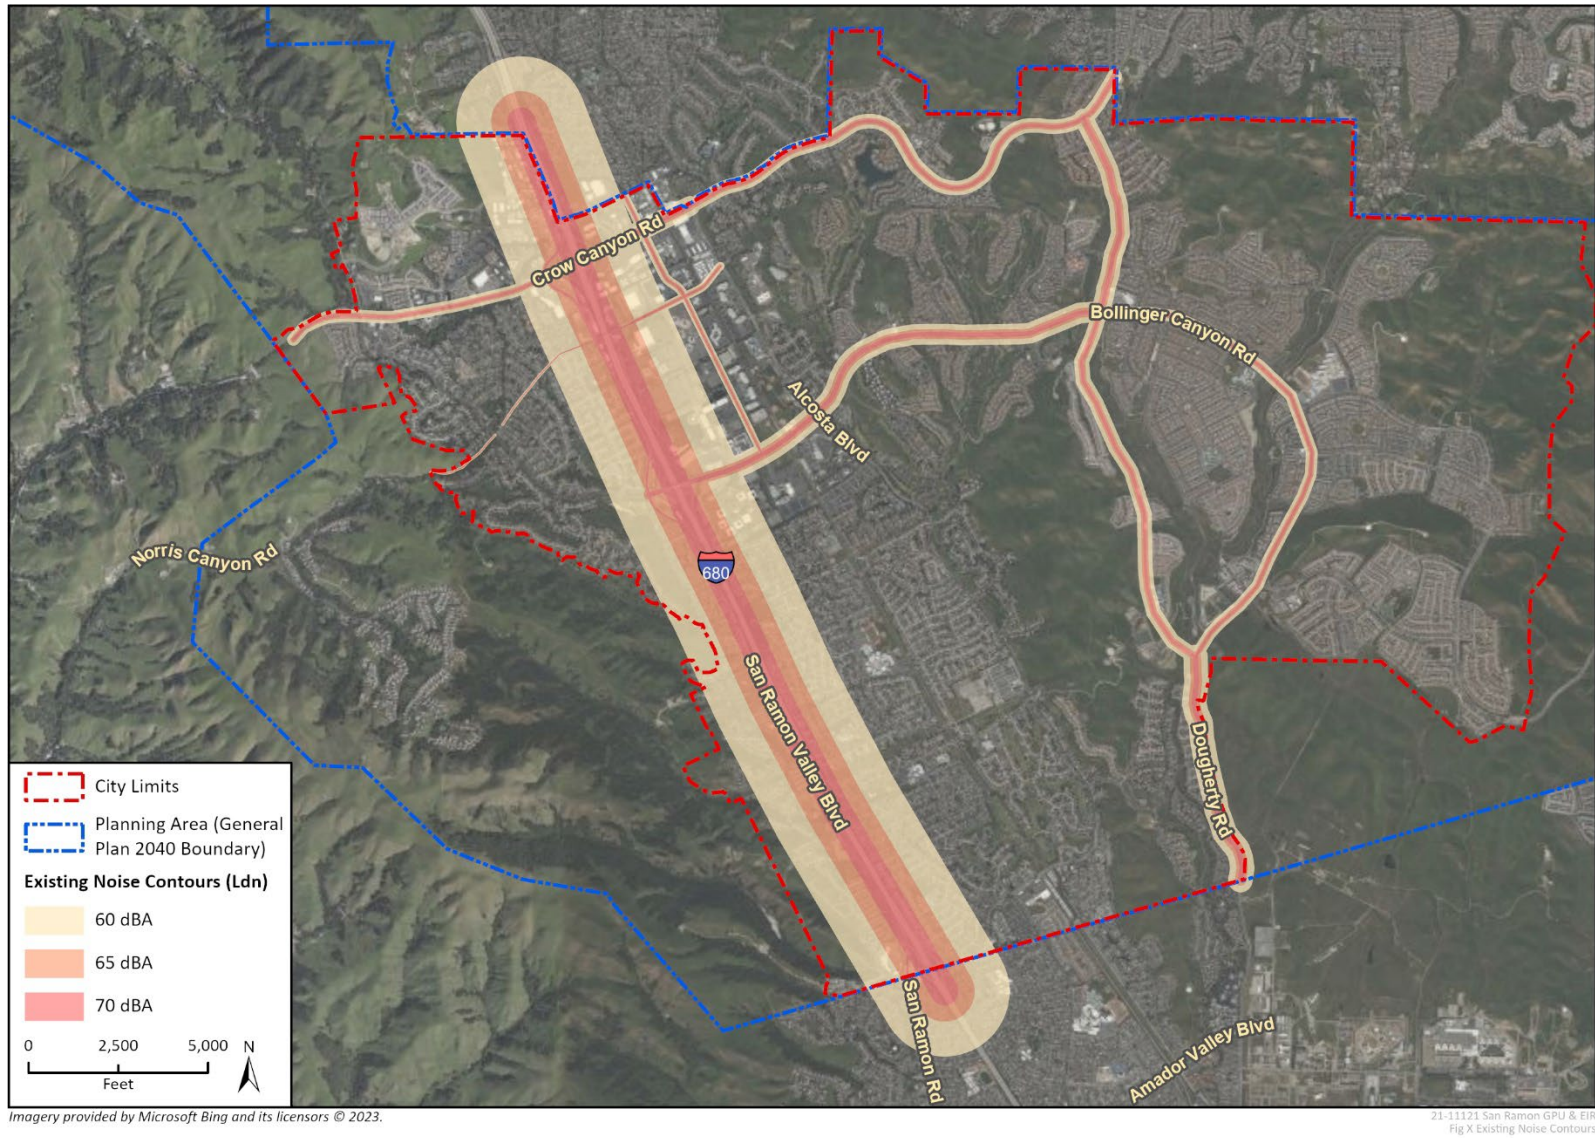 Crow Canyon Rd
Bollinger Canyon Rd
Alcosta Blvd
Norris Canyon Rd
680
San Ramon Valley Blvd
Dougherty Rd
San Ramon Rd
Amador Valley Blvd
City Limits
Planning Area (General
Plan 2040 Boundary)
Existing Noise Contours (Ldn)
60 dBA
65 dBA
70 dBA
0 2,500 5,000 N
Feet
Imagery provided by Microsoft Bing and its licensors © 2023.
21-11121 San Ramon GPU & EIR
Fig X Existing Noise Contour